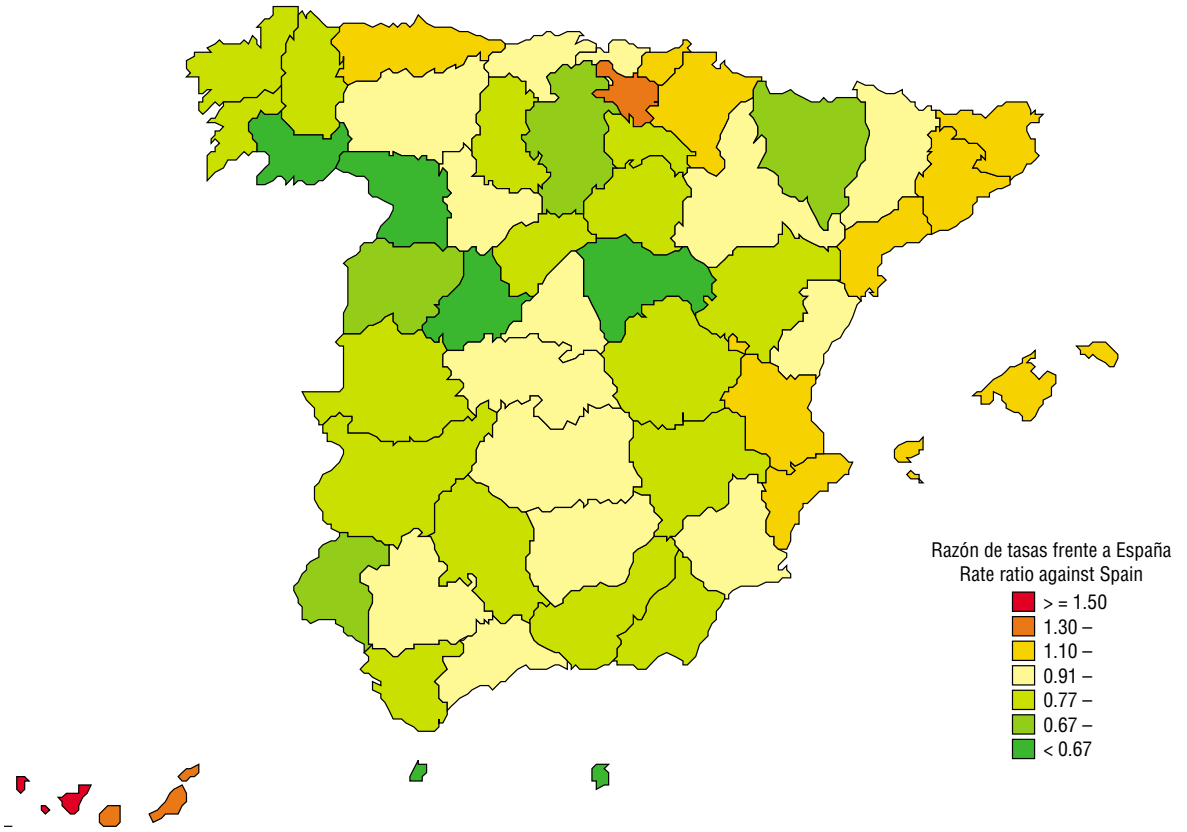 Razón de tasas frente a España
Rate ratio against Spain
> = 1.50
1.30 –
1.10 –
0.91 –
0.77 –
0.67 –
< 0.67